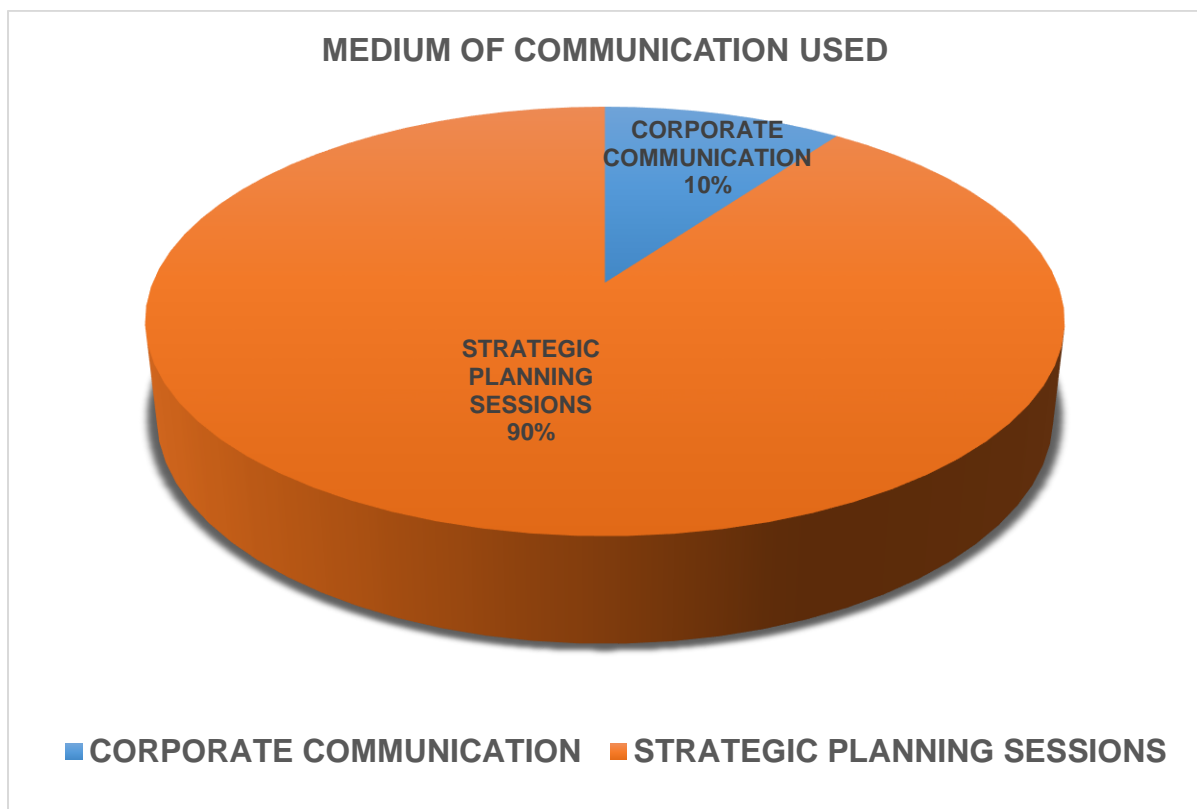 MEDIUM OF COMMUNICATION USED
CORPORATE
COMMUNICATION
10%
STRATEGIC
PLANNING
SESSIONS
90%
CORPORATE COMMUNICATION STRATEGIC PLANNING SESSIONS